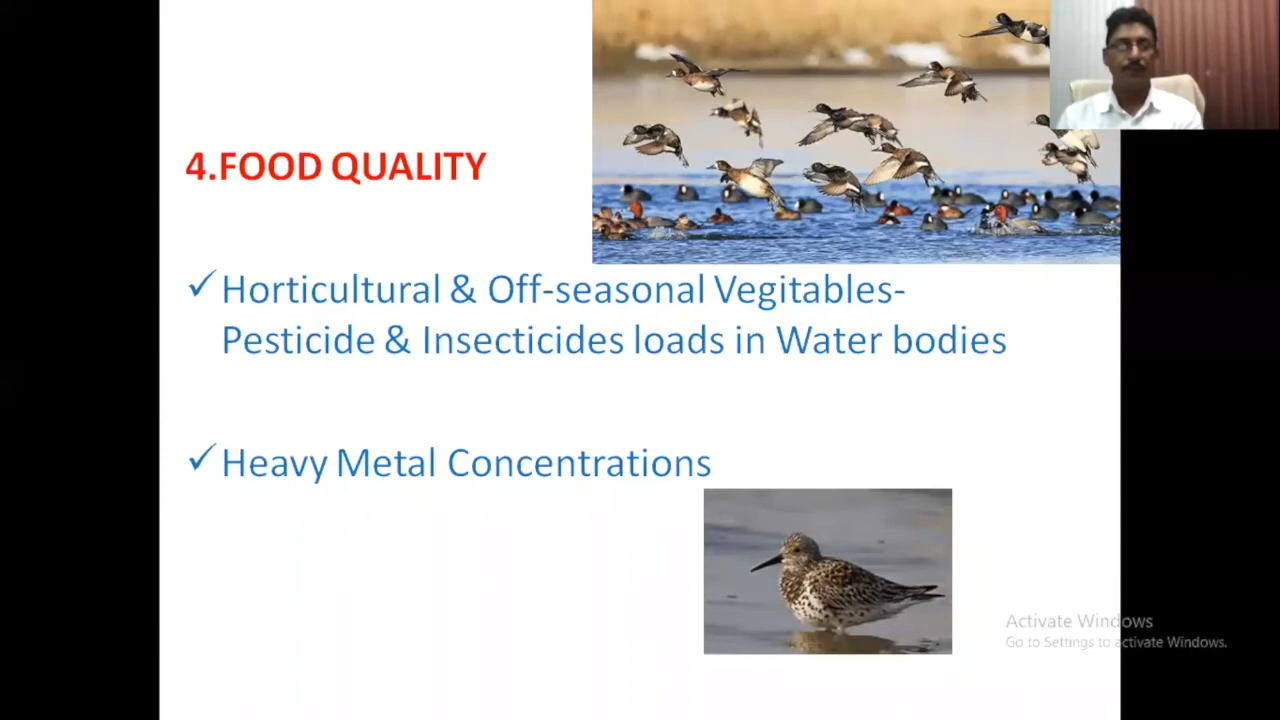 4.FOOD QUALITY
✓Horticultural & Off-seasonal Vegitables-
Pesticide & Insecticides loads in Water bodies
✓Heavy Metal Concentrations
Activate Windows
Go to Settings to activate Windows.